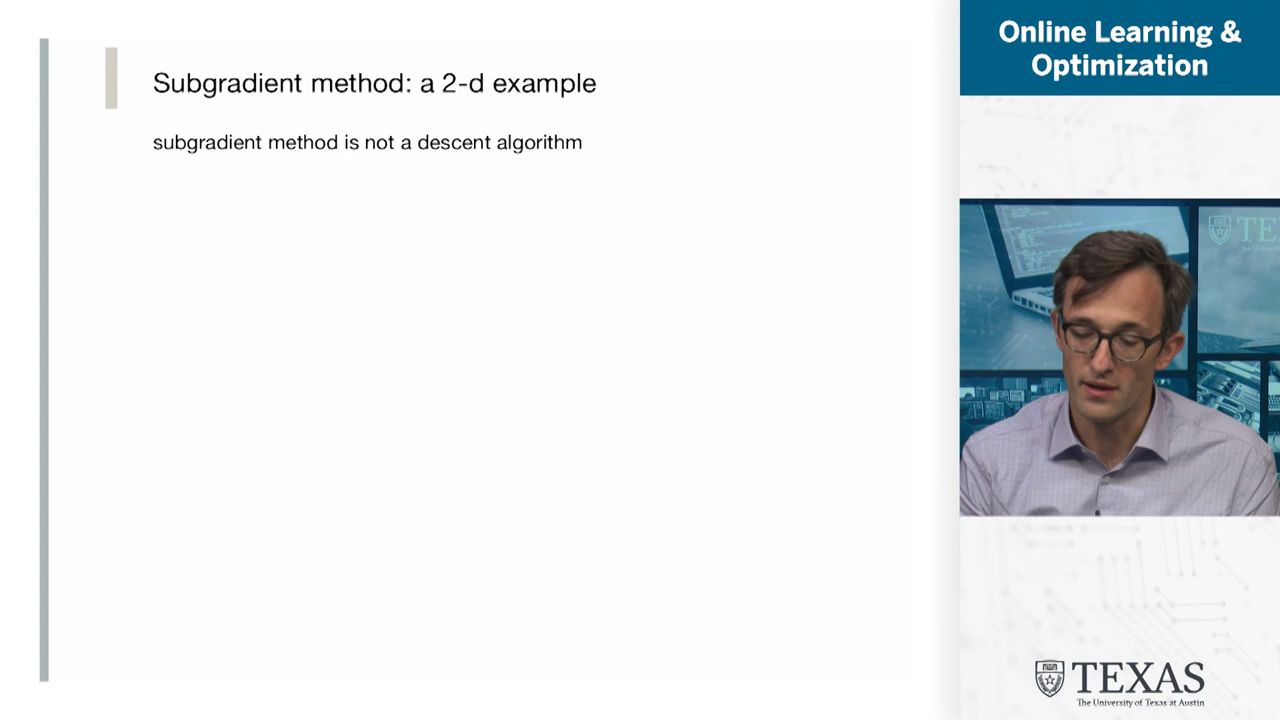 Subgradient method: a 2-d example
subgradient method is not a descent algorithm
Online Learning &
Optimization
TE
TEXAS
The University of Texas at Austin